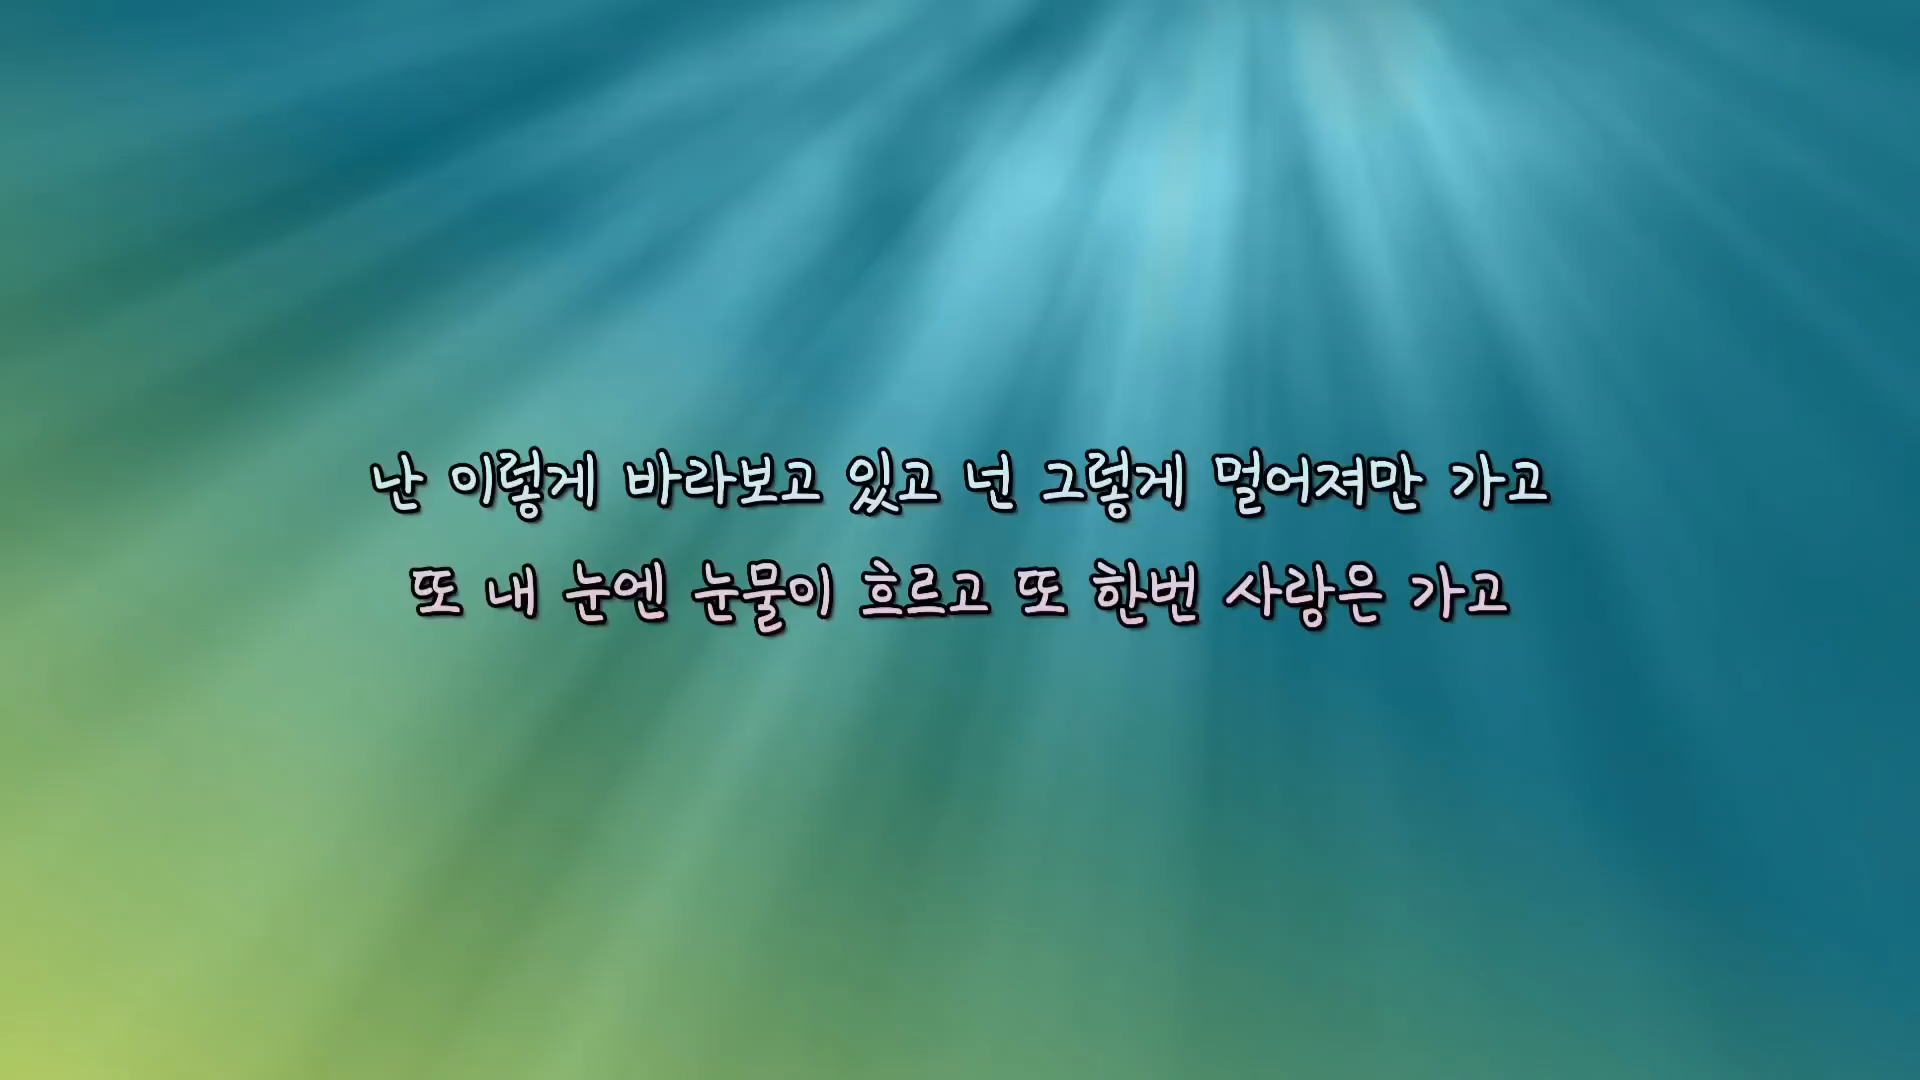 난 이렇게 바라보고 있고 넌 그렇게 멀어져만 가고
또 내 눈엔 눈물이 흐르고 또 한번 사랑은 가고